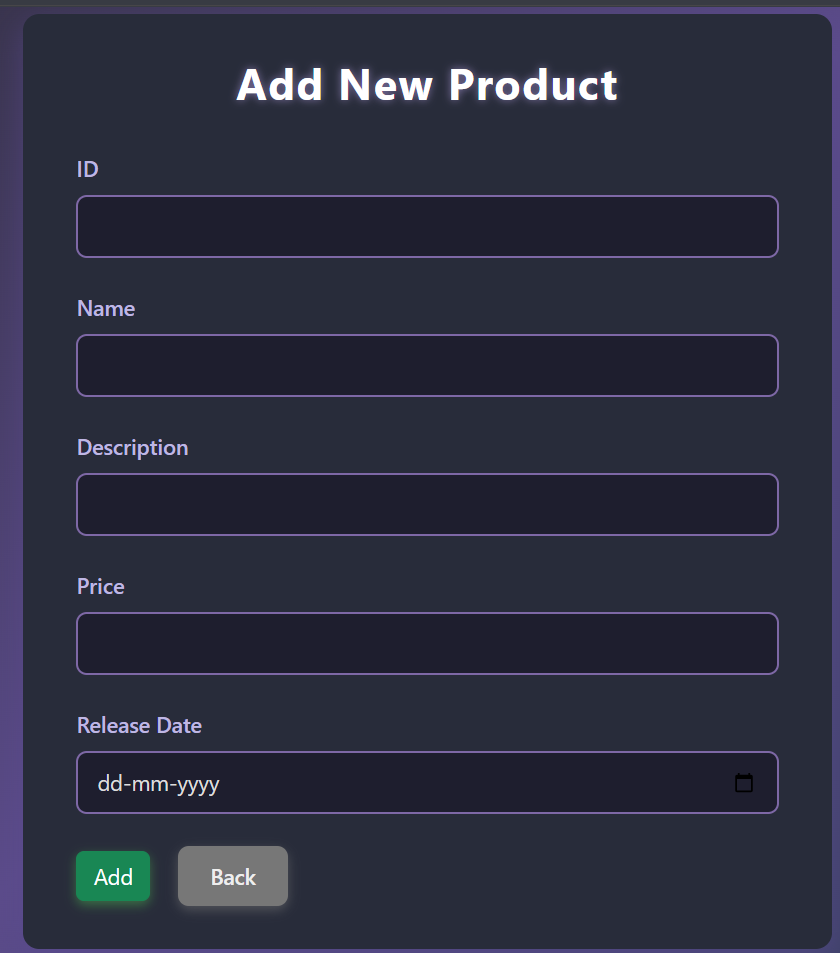 Add New Product
ID
Name
Description
Price
Release Date
dd-mm-yyyy
Add Back